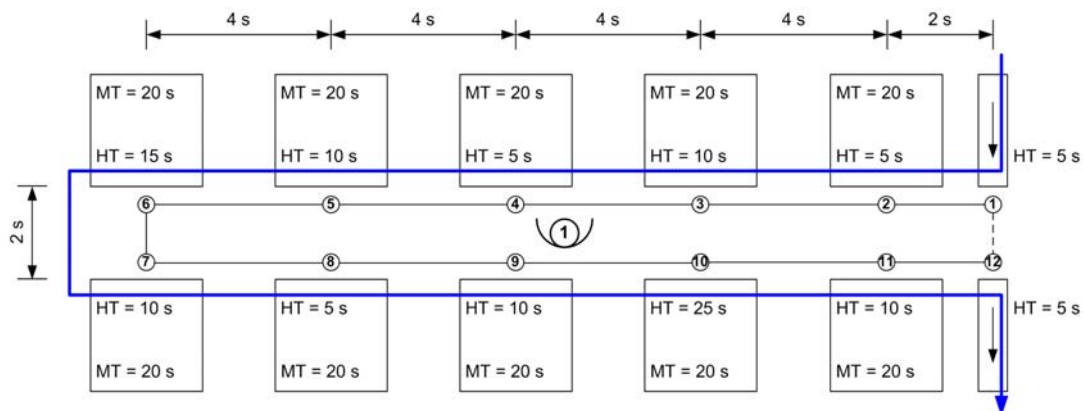 4 s 4 s 4 s 4 s 2 s
MT = 20 s MT = 20 s MT = 20 s MT = 20 s MT = 20 s
HT = 15 s HT = 10 s HT = 5 s HT = 10 s HT = 5 s HT = 5 s
6 5 4 3 2 1
2 s
1
7 8 9 10 11 12
HT = 10 s HT = 5 s HT = 10 s HT = 25 s HT = 10 s HT = 5 s
MT = 20 s MT = 20 s MT = 20 s MT = 20 s MT = 20 s